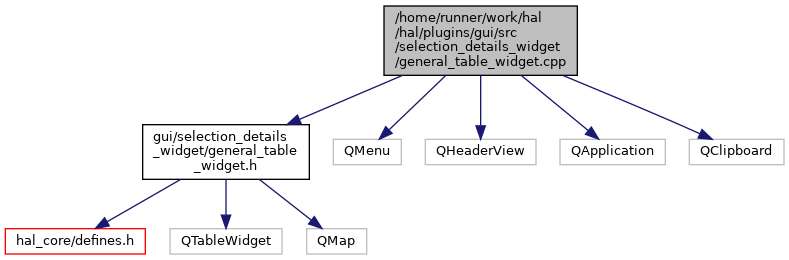 /home/runner/work/hal
/hal/plugins/gui/src
/selection_details_widget
/general_table_widget.cpp
gui/selection_details
_widget/general_table
_widget.h
QMenu
QHeaderView
QApplication
QClipboard
hal_core/defines.h
QTableWidget
QMap